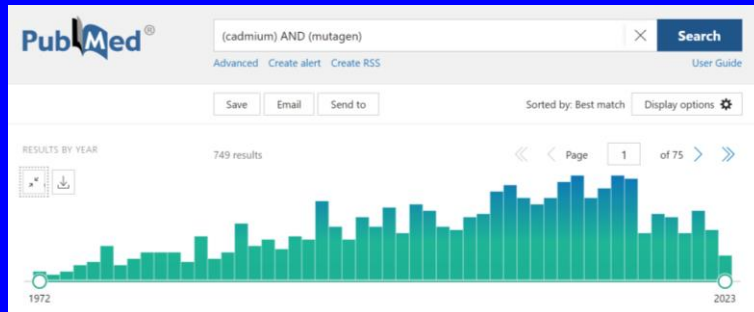 PubMed®
(cadmium) AND (mutagen)
Search
Advanced Create alert Create RSS
User Guide
Save Email Send to
Sorted by: Best match Display options
RESULTS BY YEAR
749 results
Page 1 of 75
1972
2023